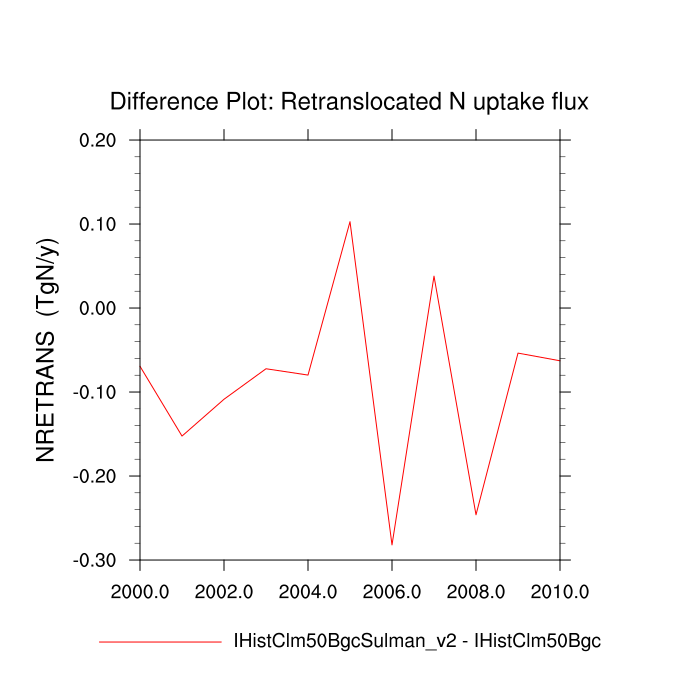 Difference Plot: Retranslocated N uptake flux
NRETRANS (TgN/y)
0.20
0.10
0.00
-0.10
-0.20
-0.30
2000.0 2002.0 2004.0 2006.0 2008.0 2010.0
IHistClm50BgcSulman_v2 - IHistClm50Bgc